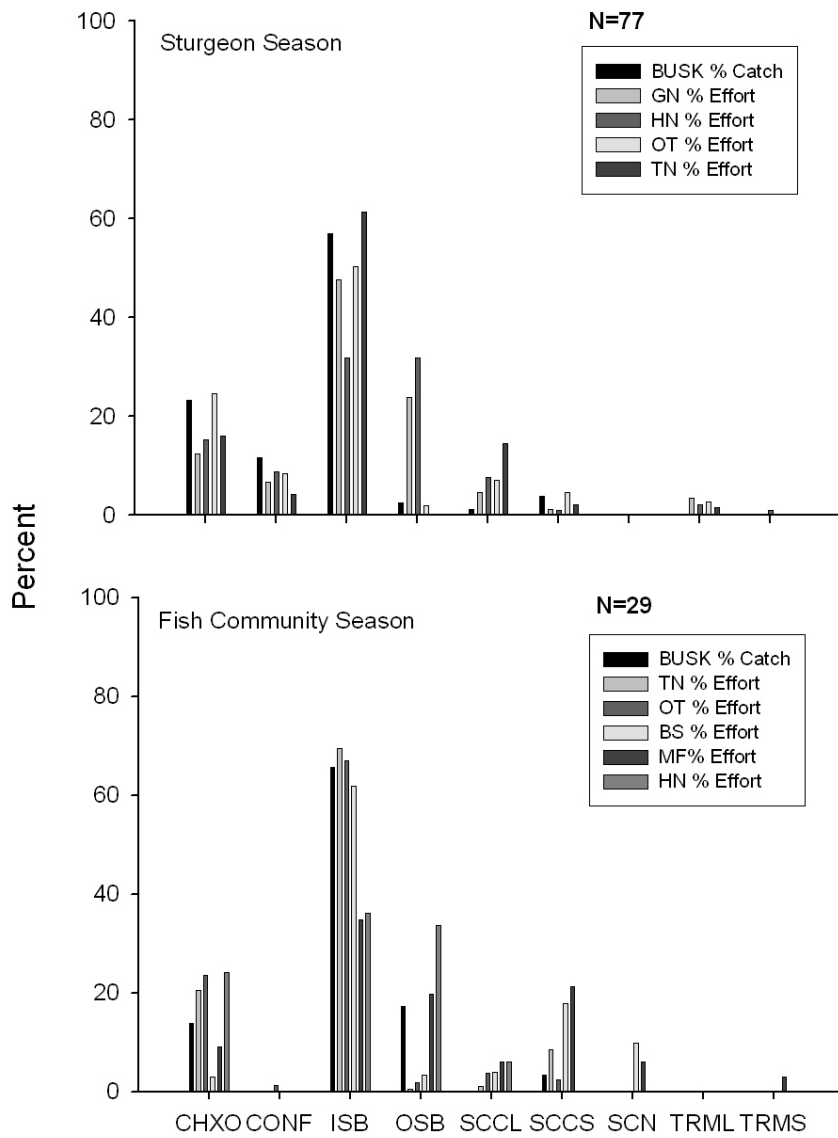 Percent
Sturgeon Season
N=77
BUSK % Catch
GN % Effort
HN % Effort
OT % Effort
TN % Effort
100
80
60
40
20
0
Fish Community Season
N=29
BUSK % Catch
TN % Effort
OT % Effort
BS % Effort
MF% Effort
HN % Effort
100
80
60
40
20
0
CHXO CONF ISB OSB SCCL SCCS SCN TRML TRMS